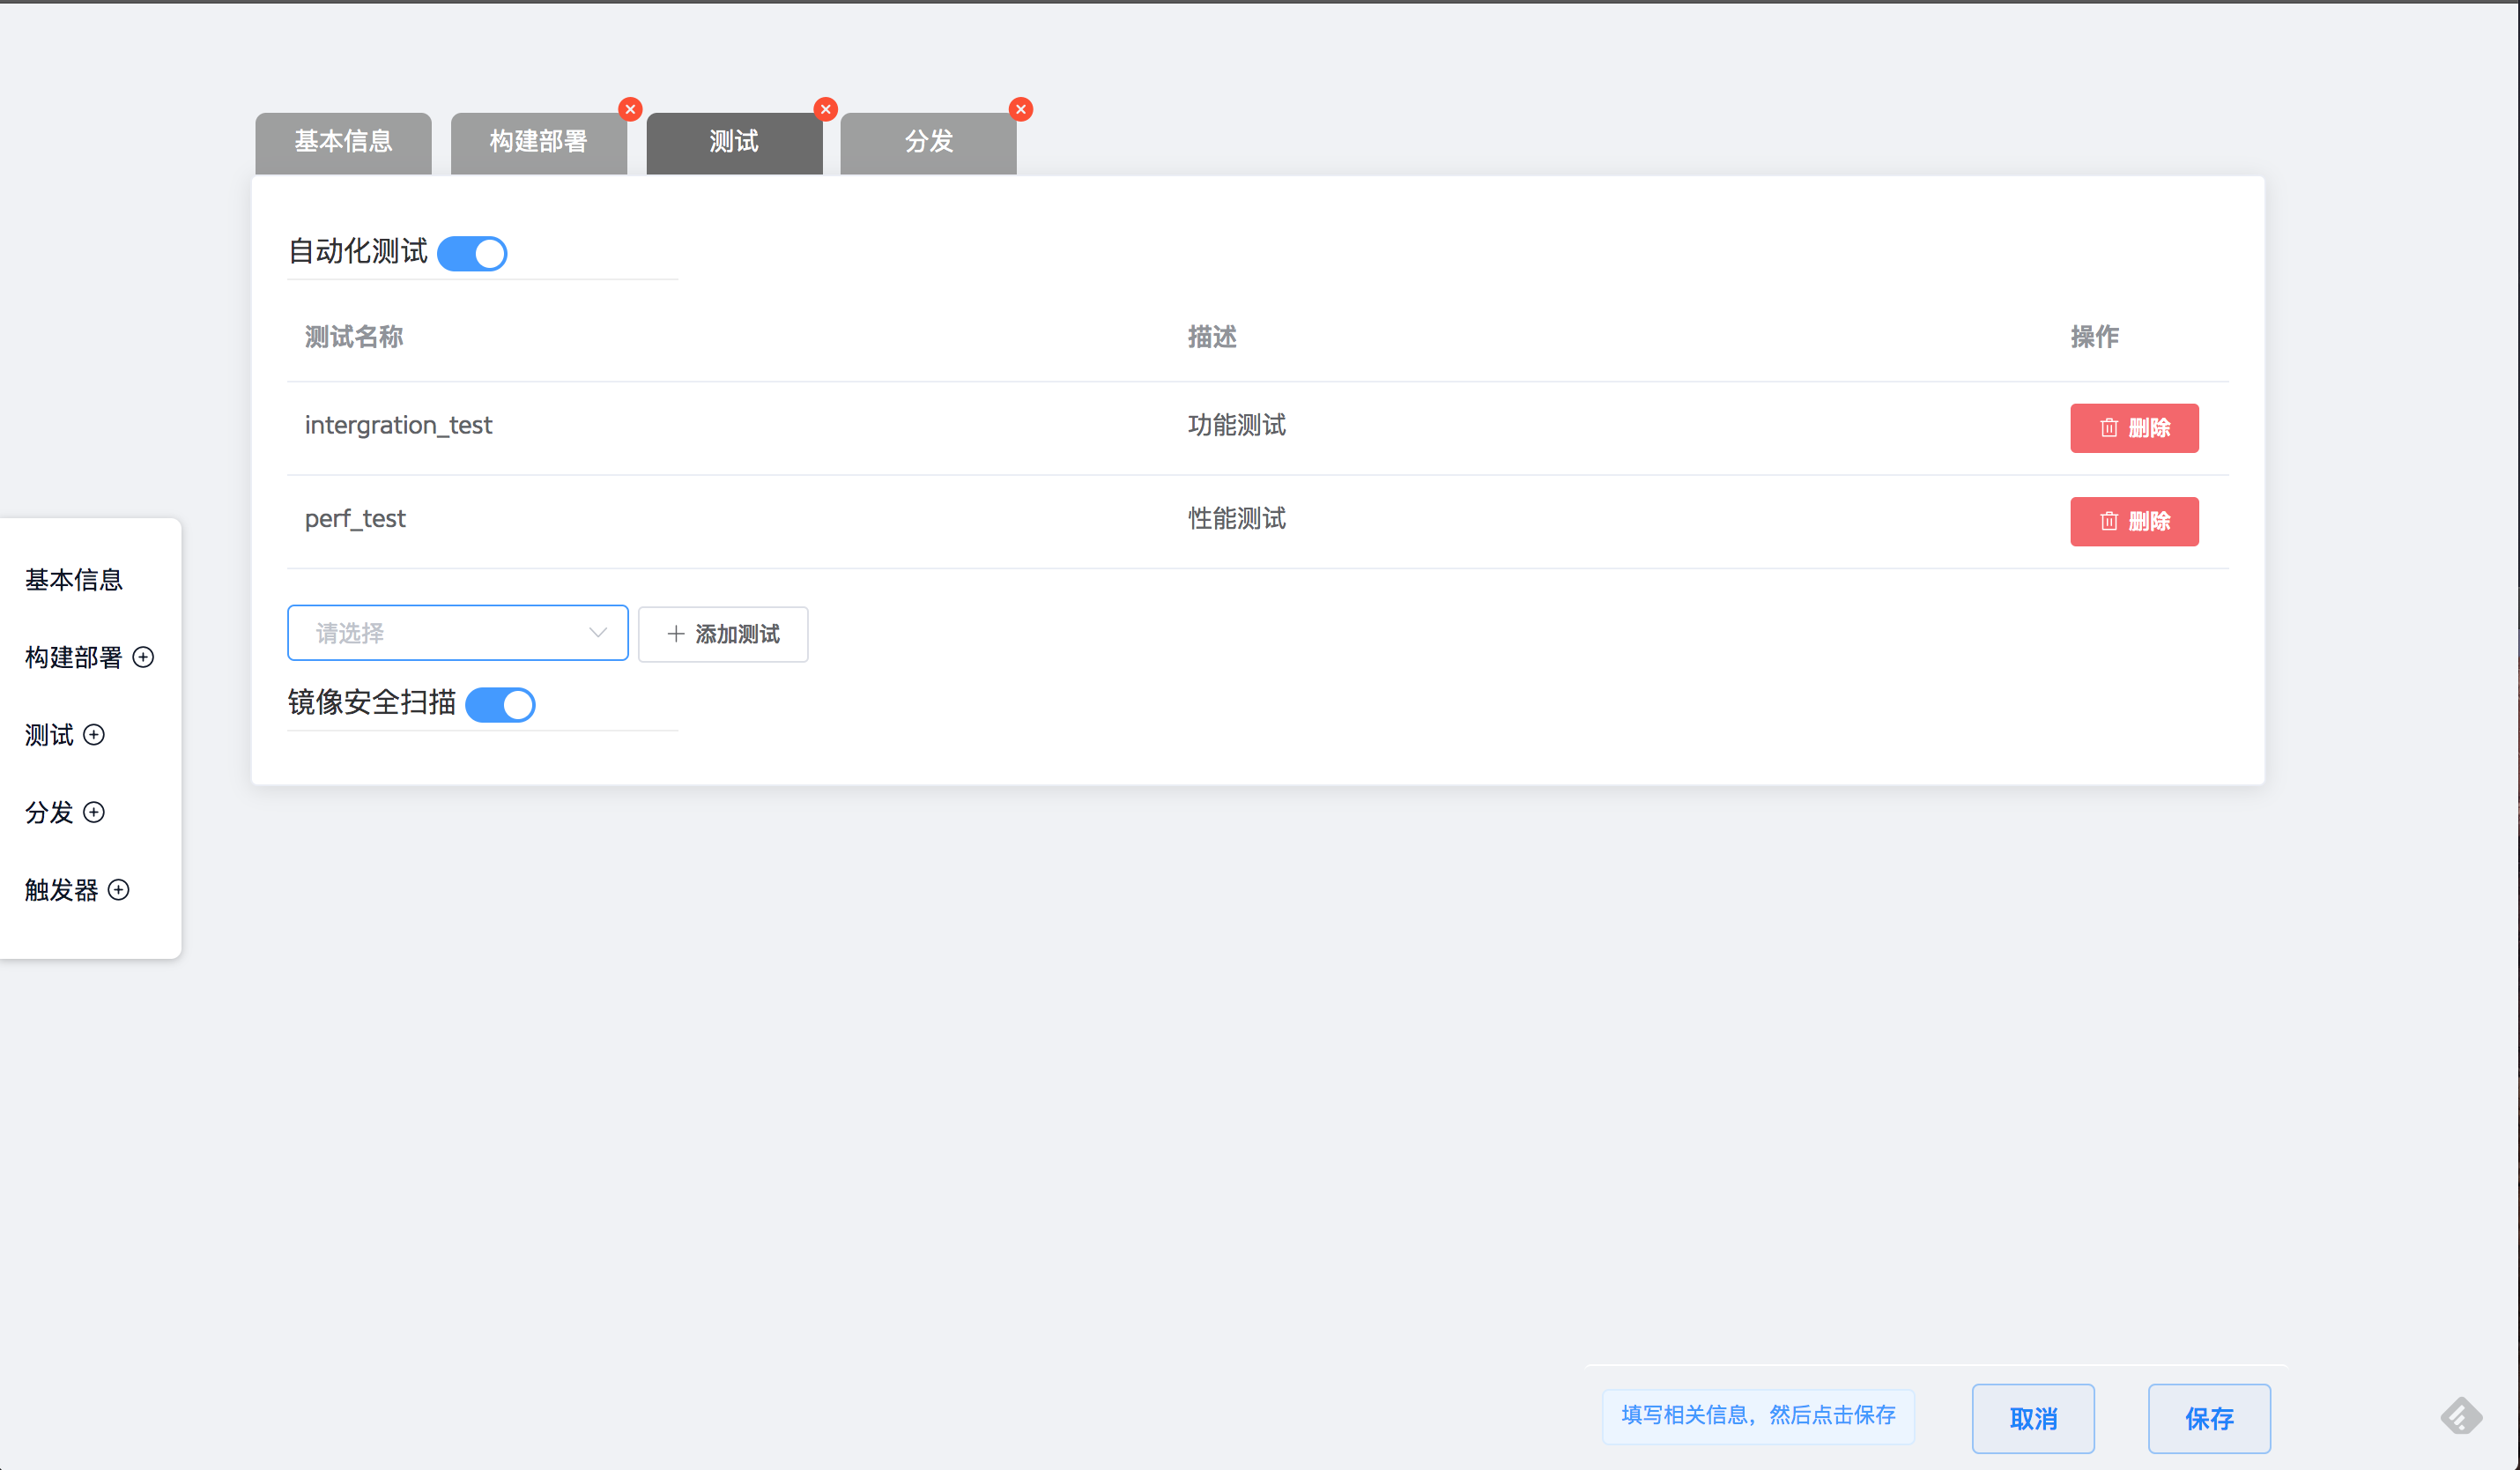 基本信息 构建部署 测试 分发
自动化测试
测试名称 描述 操作
intergration_test 功能测试 删除
perf_test 性能测试 删除
请选择 添加测试
镜像安全扫描
基本信息
构建部署
测试
分发
触发器
填写相关信息，然后点击保存 取消 保存